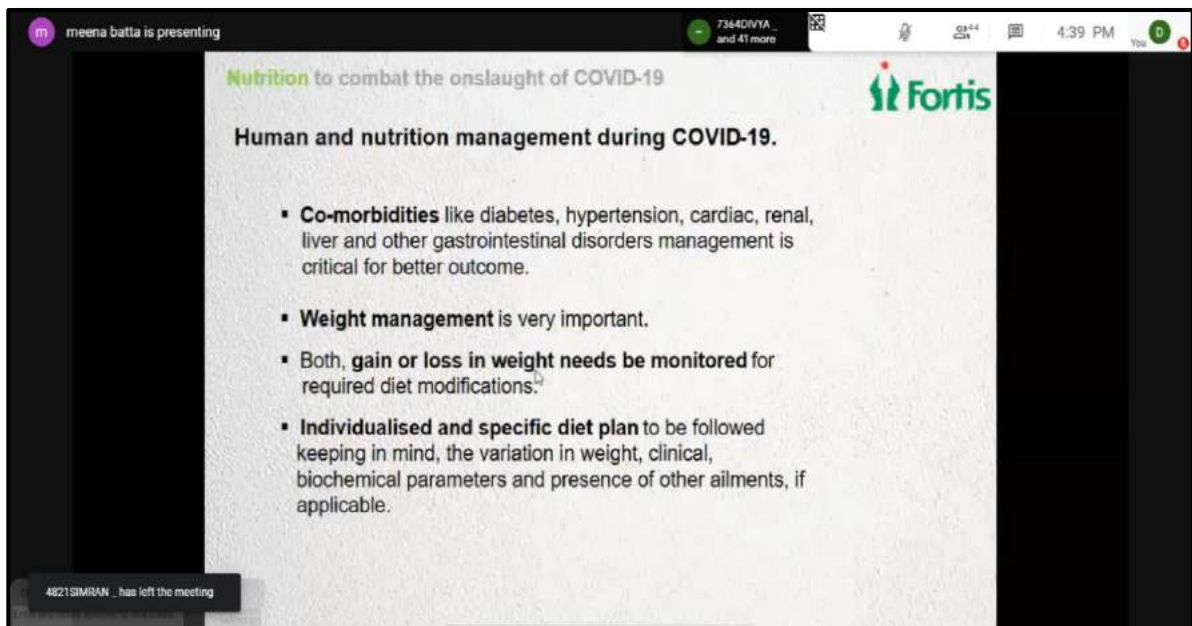 m meena batta is presenting
- 7364DIVYA_
and 41 more
44
4:39 PM
You D
Nutrition to combat the onslaught of COVID-19
Fortis
Human and nutrition management during COVID-19.
▪ Co-morbidities like diabetes, hypertension, cardiac, renal,
liver and other gastrointestinal disorders management is
critical for better outcome.
▪ Weight management is very important.
▪ Both, gain or loss in weight needs be monitored for
required diet modifications.
▪ Individualised and specific diet plan to be followed
keeping in mind, the variation in weight, clinical,
biochemical parameters and presence of other ailments, if
applicable.
4821SIMRAN _ has left the meeting